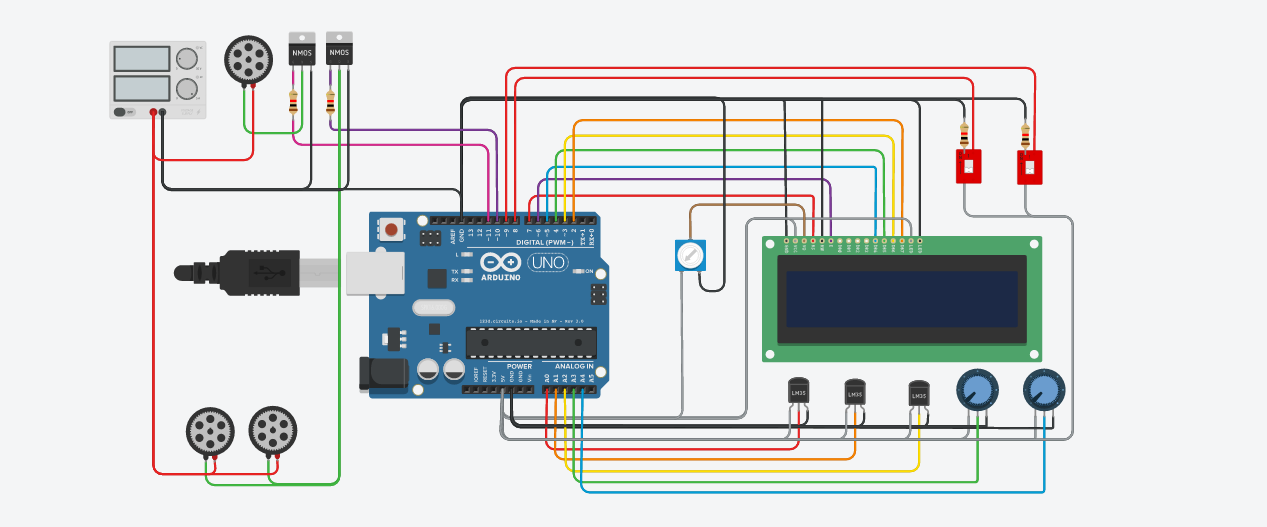 NMOS
NMOS
AREF
GND
13
12
~11
~10
~9
8
7
~6
~5
4
~3
2
TX→1
RX←0
DIGITAL (PWM~)
L
TX
RX
ARDUINO
UNO
ON
POWER
ANALOG IN
IOREF
RESET
3.3V
5V
GND
GND
Vin
A0
A1
A2
A3
A4
A5
LM35
LM35
LM35